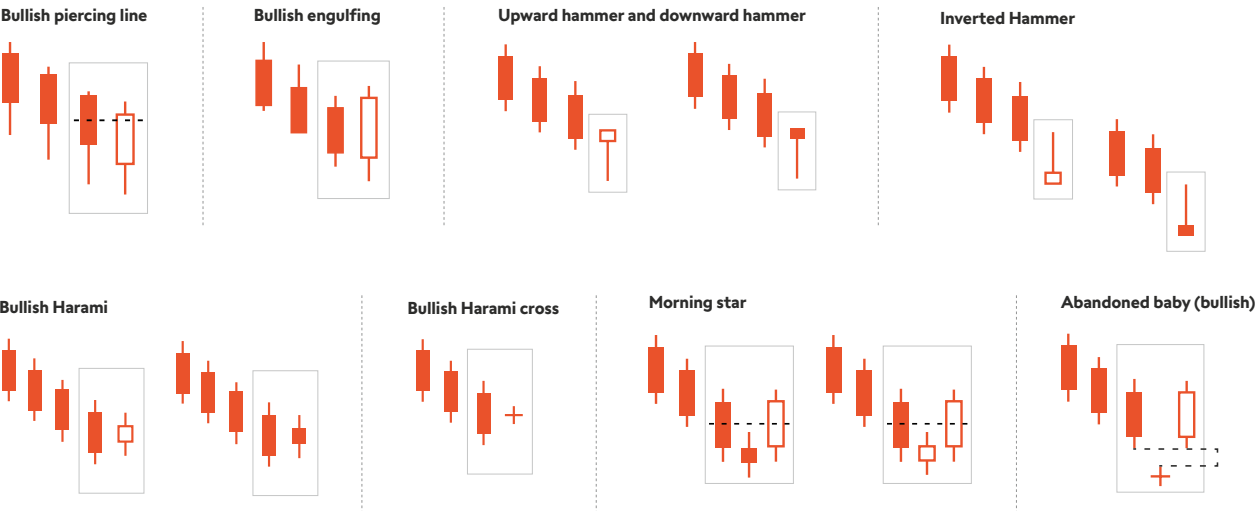 Bullish piercing line
Bullish engulfing
Upward hammer and downward hammer
Inverted Hammer
Bullish Harami
Bullish Harami cross
Morning star
Abandoned baby (bullish)